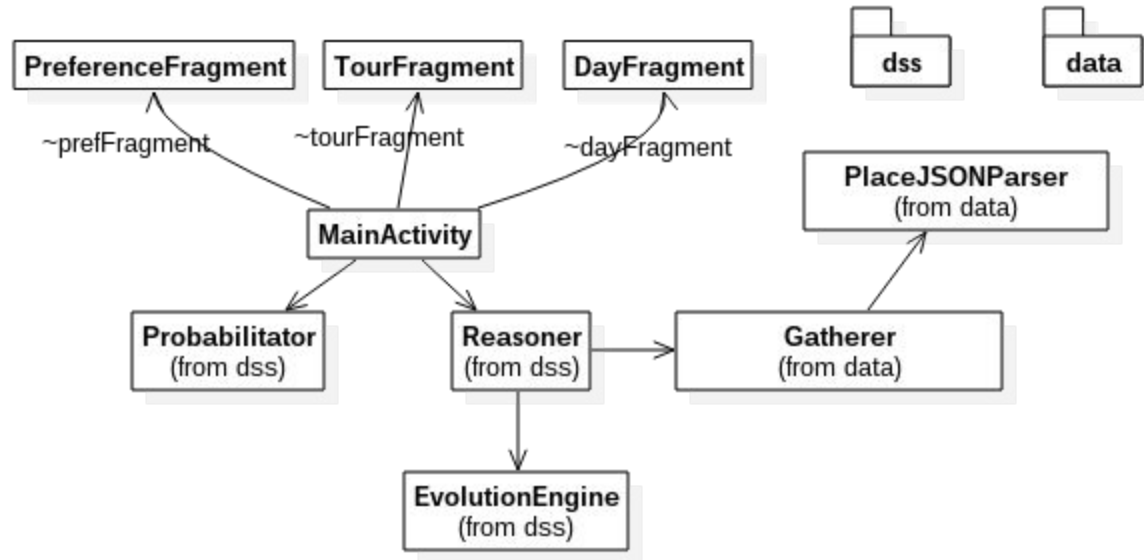 PreferenceFragment
TourFragment
DayFragment
dss
data
~prefFragment
~tourFragment
~dayFragment
PlaceJSONParser
(from data)
MainActivity
Probabilitator
(from dss)
Reasoner
(from dss)
Gatherer
(from data)
EvolutionEngine
(from dss)